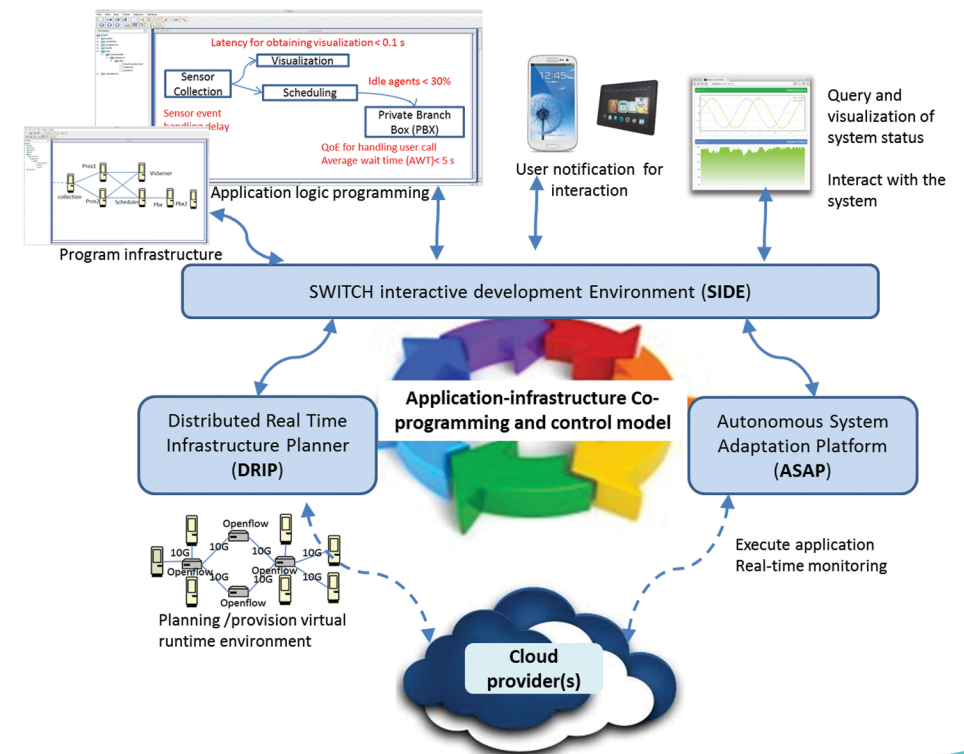 Latency for obtaining visualization< 0.1 s
Visualization
Sensor
Collection
Idle agents < 30%
Scheduling
Sensor event
handling delay
Private Branch
Box (PBX)
QoE for handling user call
Average wait time (AWT)< 5 s
Application logic programming
Pros1
VisServer
collection
Pros2
Scheduler
Pbx
Pbx2
Program infrastructure
12:45
User notification for
interaction
Query and
visualization of
system status
Interact with the
system
SWITCH interactive development Environment (SIDE)
Application-infrastructure Co-
programming and control model
Distributed Real Time
Infrastructure Planner
(DRIP)
Autonomous System
Adaptation Platform
(ASAP)
Openflow
10G
10G
10G
10G
Openflow
Openflow
10G
10G
10G
10G
Openflow
Planning /provision virtual
runtime environment
Execute application
Real-time monitoring
Cloud
provider(s)